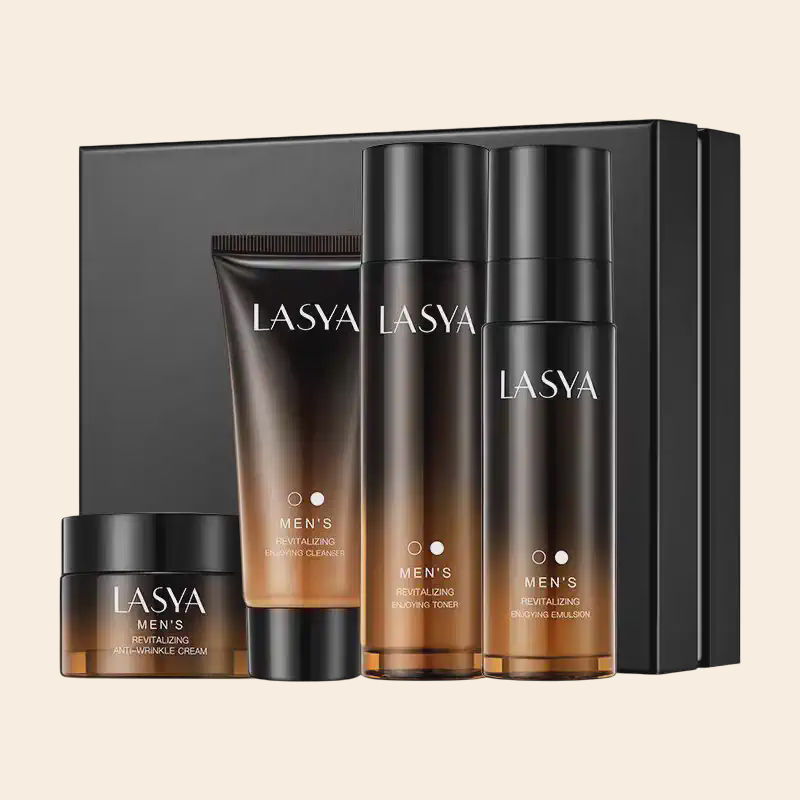 LASYA
MEN'S
REVITALIZING
ANTI-WRINKLE CREAM
LASYA
MEN'S
REVITALIZING
ENJOYING CLEANSER
LASYA
MEN'S
REVITALIZING
ENJOYING TONER
LASYA
MEN'S
REVITALIZING
ENJOYING EMULSION